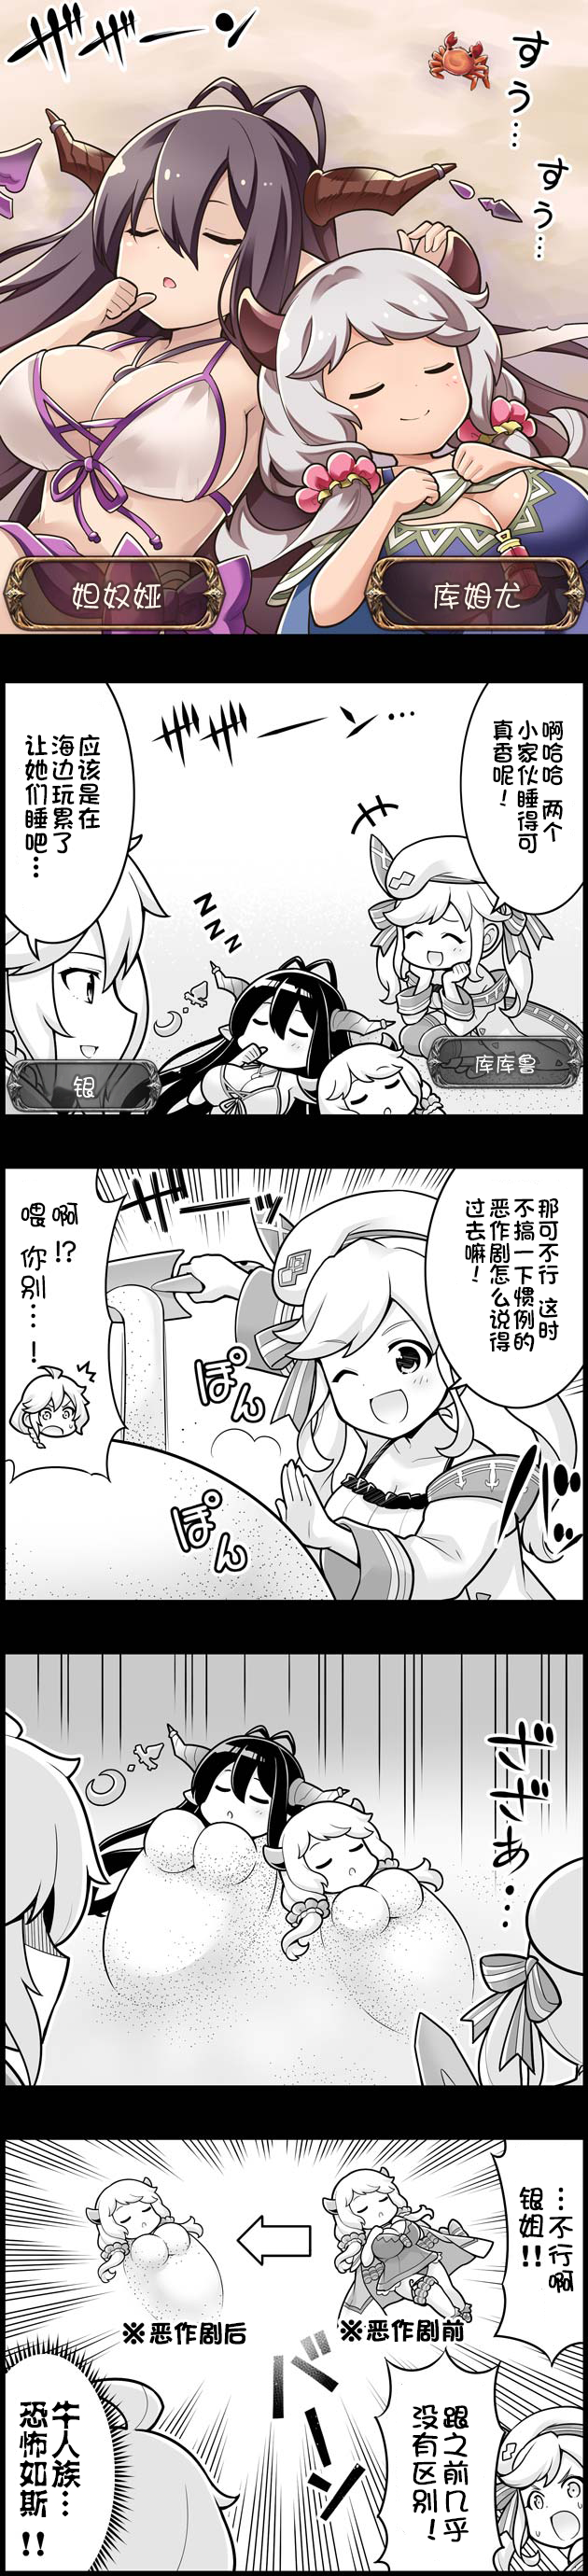 ザザーン
すぅ…
すぅ…
妲奴娅
库姆尤
ザザーン…
啊哈哈 两个
小家伙睡得可
真香呢！
应该是在
海边玩累了
让她们睡吧…
ZZZ
银
库库鲁
那可不行 这时
不搞一下惯例的
恶作剧怎么说得
过去嘛！
啊!?
喂 你别…！
ぽん
ぽん
ざざぁ…
…不行啊
银姐!!
※恶作剧前
※恶作剧后
バァン
跟之前几乎
没有区别！
牛人族…
恐怖如斯!!